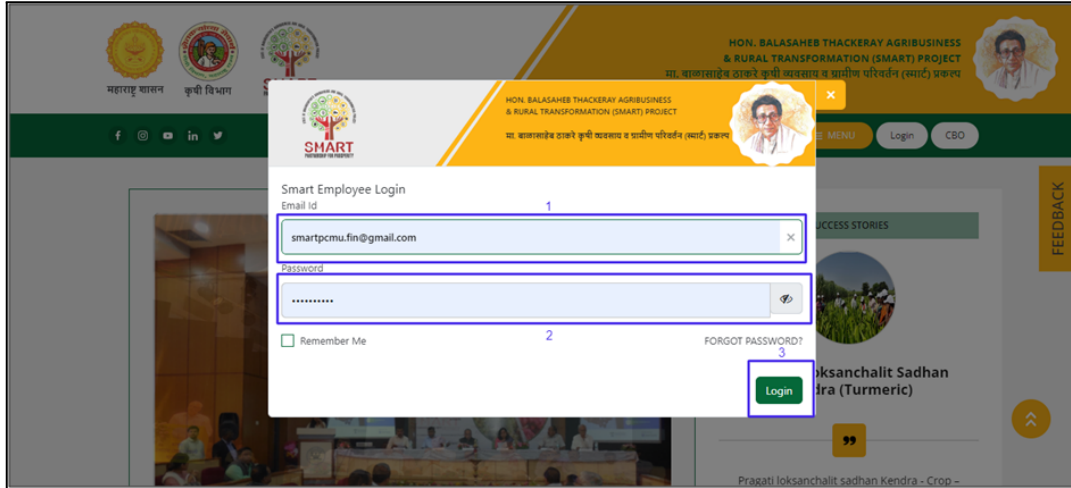 HON. BALASAHEB THACKERAY AGRIBUSINESS
& RURAL TRANSFORMATION (SMART) PROJECT
मा. बाळासाहेब ठाकरे कृषी व्यवसाय व ग्रामीण परिवर्तन (स्मार्ट) प्रकल्प
महाराष्ट्र शासन
कृषी विभाग
MENU
Login
CBO
SMART
HON. BALASAHEB THACKERAY AGRIBUSINESS
& RURAL TRANSFORMATION (SMART) PROJECT
मा. बाळासाहेब ठाकरे कृषी व्यवसाय व ग्रामीण परिवर्तन (स्मार्ट) प्रकल्प
×
Smart Employee Login
Email Id
1
smartpcmu.fin@gmail.com
Password
••••••••••
2
Remember Me
FORGOT PASSWORD?
3
Login
FEEDBACK
STORIES
Sadhan
(Turmeric)
Pragati loksanchalit sadhan Kendra - Crop –